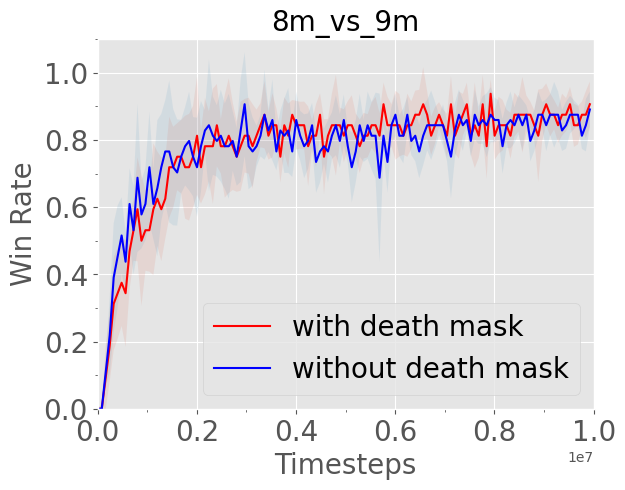 8m_vs_9m
Win Rate
1.0
0.8
0.6
0.4
0.2
0.0
with death mask
without death mask
0.0 0.2 0.4 0.6 0.8 1.0
Timesteps
1e7